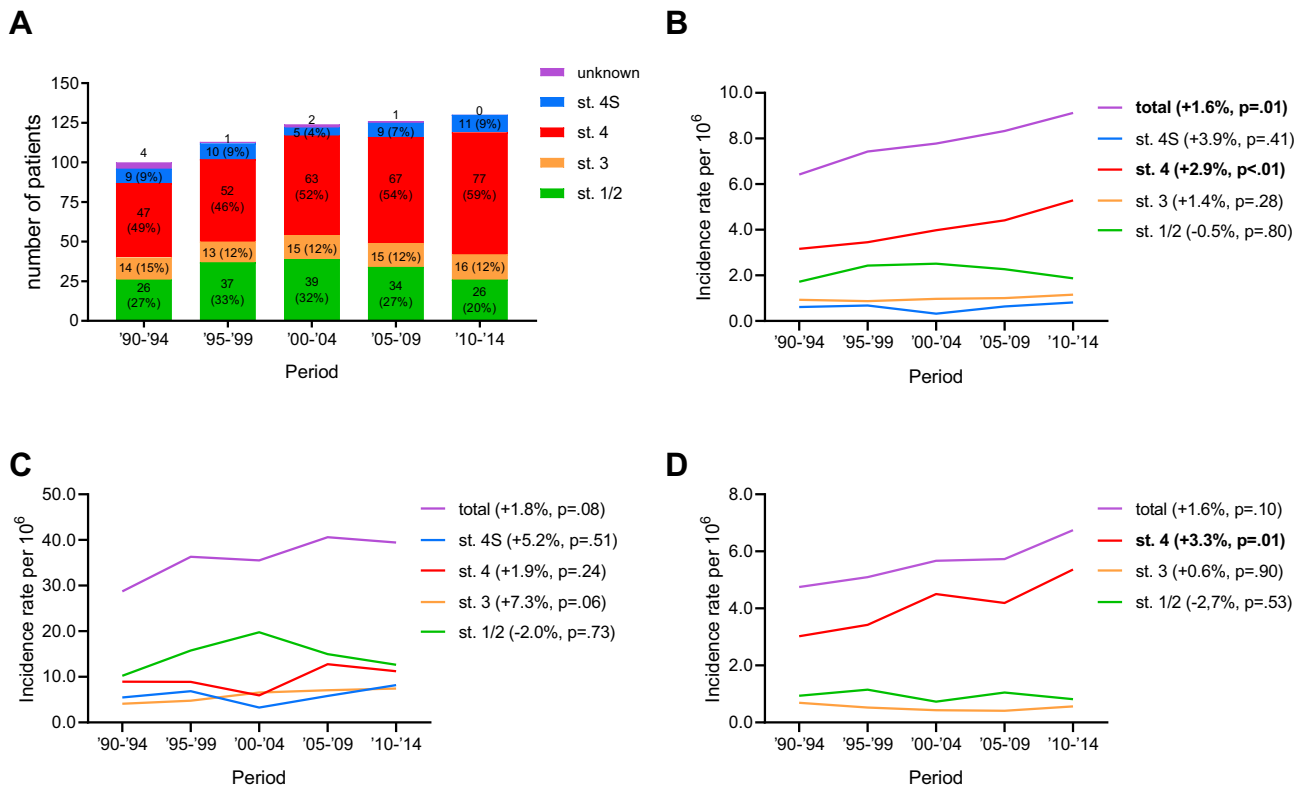 A
number of patients
150
125
100
75
50
25
0
4
9 (9%)
47
(49%)
14 (15%)
26
(27%)
1
10 (9%)
52
(46%)
13 (12%)
37
(33%)
2
5 (4%)
63
(52%)
15 (12%)
39
(32%)
1
9 (7%)
67
(54%)
15 (12%)
34
(27%)
0
11 (9%)
77
(59%)
16 (12%)
26
(20%)
’90-’94 ’95-’99 ’00-’04 ’05-’09 ’10-’14
Period
unknown
st. 4S
st. 4
st. 3
st. 1/2
B
Incidence rate per 10⁶
10.0
8.0
6.0
4.0
2.0
0.0
’90-’94 ’95-’99 ’00-’04 ’05-’09 ’10-’14
Period
total (+1.6%, p=.01)
st. 4S (+3.9%, p=.41)
st. 4 (+2.9%, p<.01)
st. 3 (+1.4%, p=.28)
st. 1/2 (-0.5%, p=.80)
C
Incidence rate per 10⁶
50.0
40.0
30.0
20.0
10.0
0.0
’90-’94 ’95-’99 ’00-’04 ’05-’09 ’10-’14
Period
total (+1.8%, p=.08)
st. 4S (+5.2%, p=.51)
st. 4 (+1.9%, p=.24)
st. 3 (+7.3%, p=.06)
st. 1/2 (-2.0%, p=.73)
D
Incidence rate per 10⁶
8.0
6.0
4.0
2.0
0.0
’90-’94 ’95-’99 ’00-’04 ’05-’09 ’10-’14
Period
total (+1.6%, p=.10)
st. 4 (+3.3%, p=.01)
st. 3 (+0.6%, p=.90)
st. 1/2 (-2,7%, p=.53)